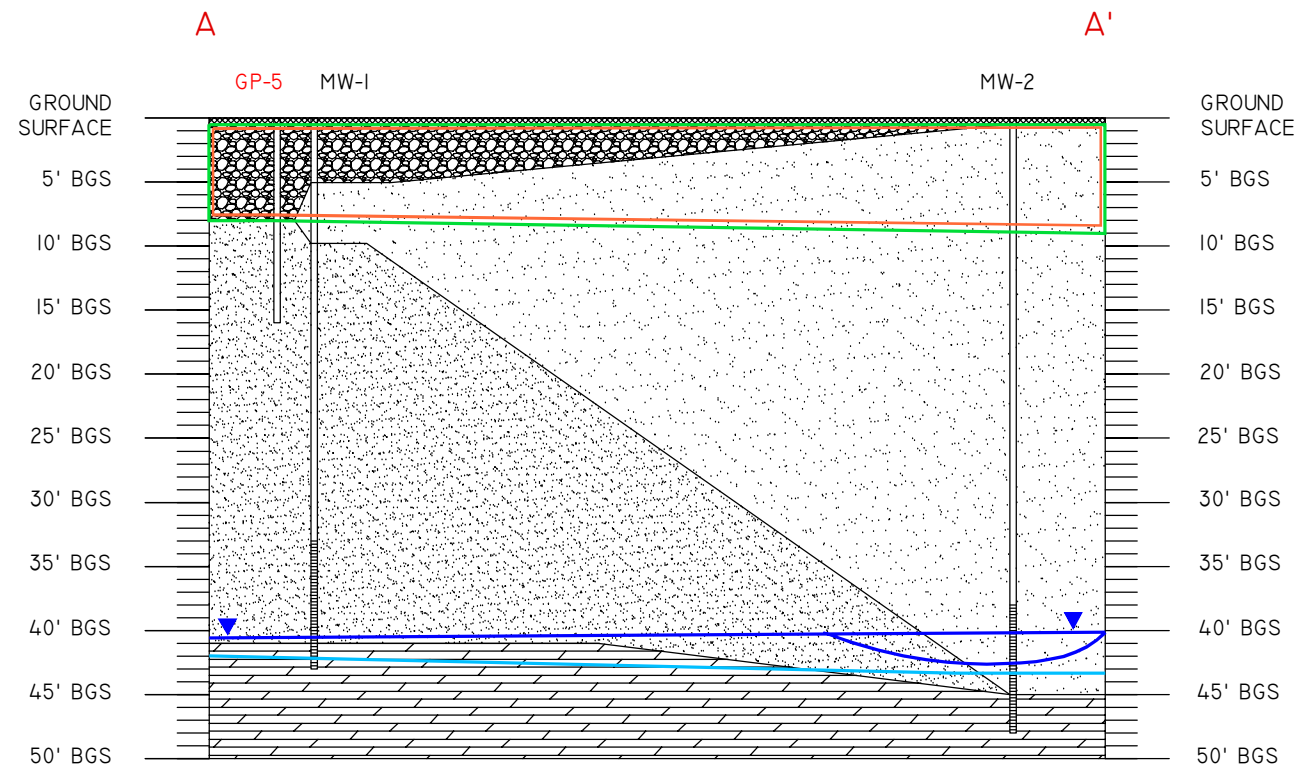 A A'
GP-5 MW-1 MW-2
GROUND
SURFACE
GROUND
SURFACE
5' BGS 5' BGS
10' BGS 10' BGS
15' BGS 15' BGS
20' BGS 20' BGS
25' BGS 25' BGS
30' BGS 30' BGS
35' BGS 35' BGS
40' BGS 40' BGS
45' BGS 45' BGS
50' BGS 50' BGS